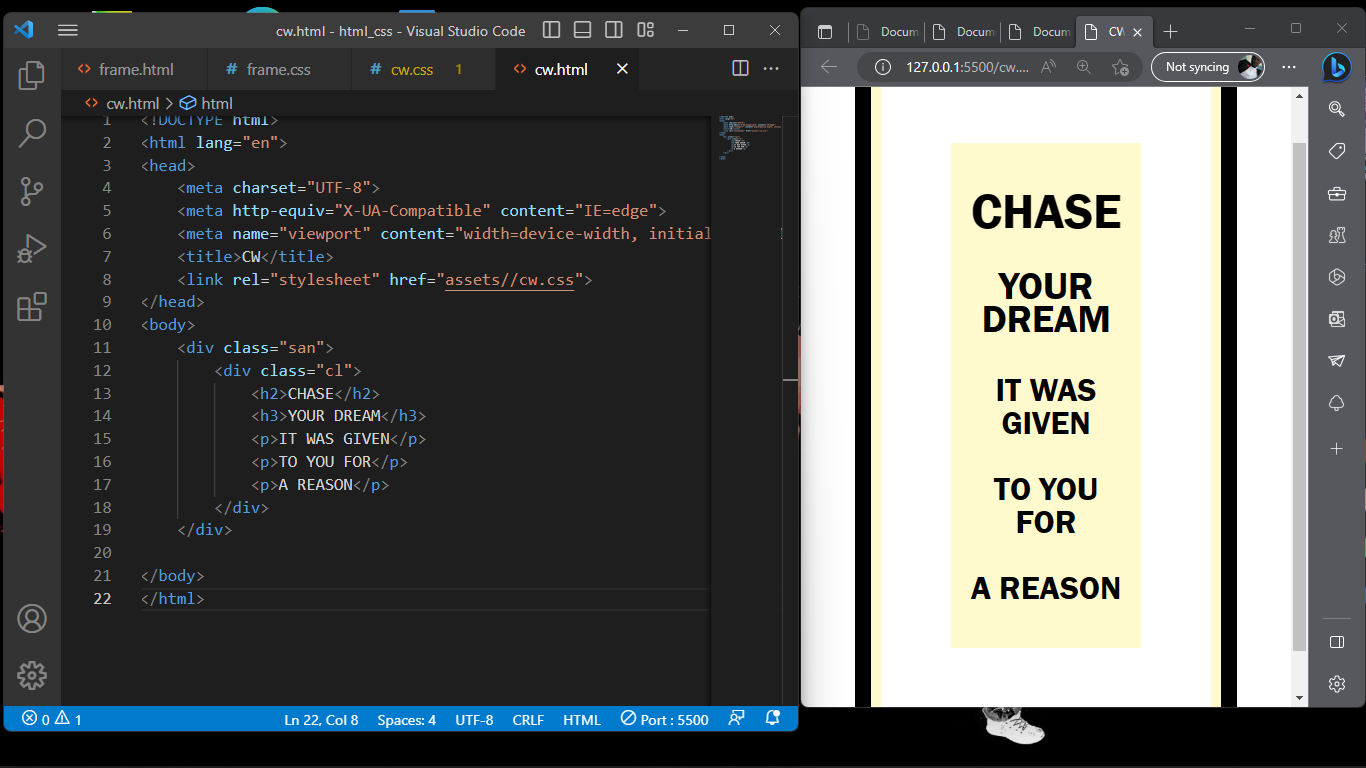 cw.html - html_css - Visual Studio Code
frame.html
frame.css
cw.css 1
cw.html
cw.html > html
1 <!DOCTYPE html>
2 <html lang="en">
3 <head>
4 <meta charset="UTF-8">
5 <meta http-equiv="X-UA-Compatible" content="IE=edge">
6 <meta name="viewport" content="width=device-width, initial
7 <title>CW</title>
8 <link rel="stylesheet" href="assets//cw.css">
9 </head>
10 <body>
11 <div class="san">
12 <div class="cl">
13 <h2>CHASE</h2>
14 <h3>YOUR DREAM</h3>
15 <p>IT WAS GIVEN</p>
16 <p>TO YOU FOR</p>
17 <p>A REASON</p>
18 </div>
19 </div>
20
21 </body>
22 </html>
0 1
Ln 22, Col 8
Spaces: 4
UTF-8
CRLF
HTML
Port : 5500
Docum
Docum
Docum
CW
127.0.0.1:5500/cw....
Not syncing
CHASE
YOUR
DREAM
IT WAS
GIVEN
TO YOU
FOR
A REASON